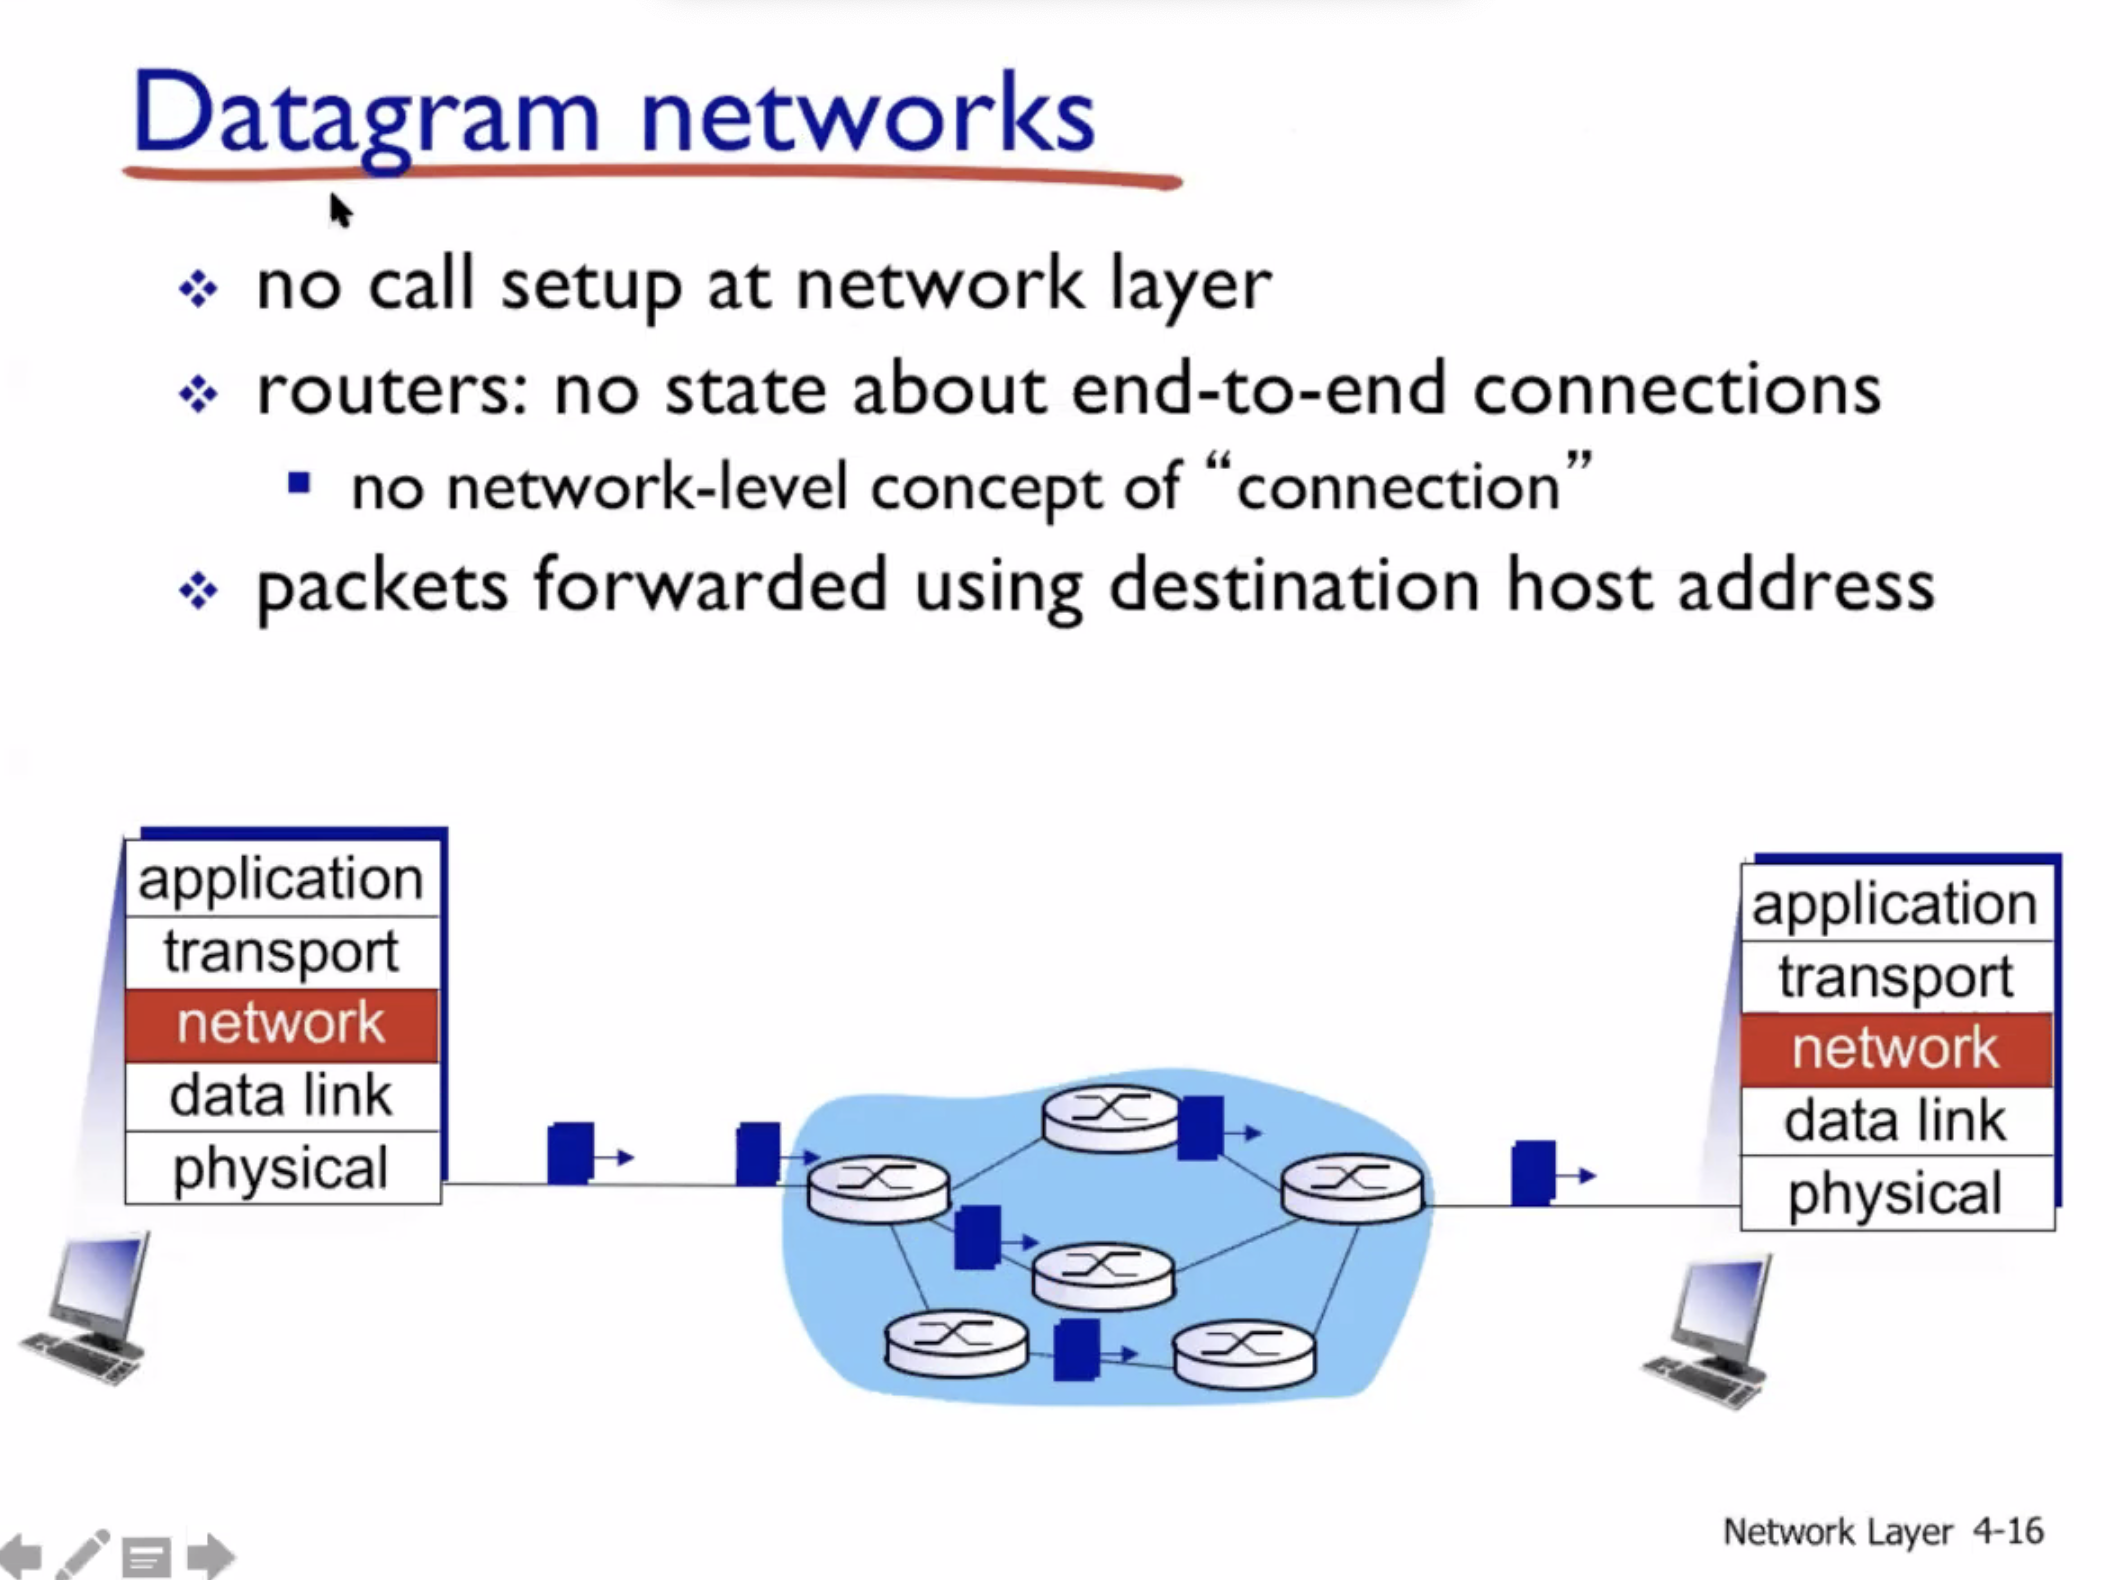 Datagram networks
no call setup at network layer
routers: no state about end-to-end connections
no network-level concept of “connection”
packets forwarded using destination host address
application
transport
network
data link
physical
application
transport
network
data link
physical
Network Layer 4-16